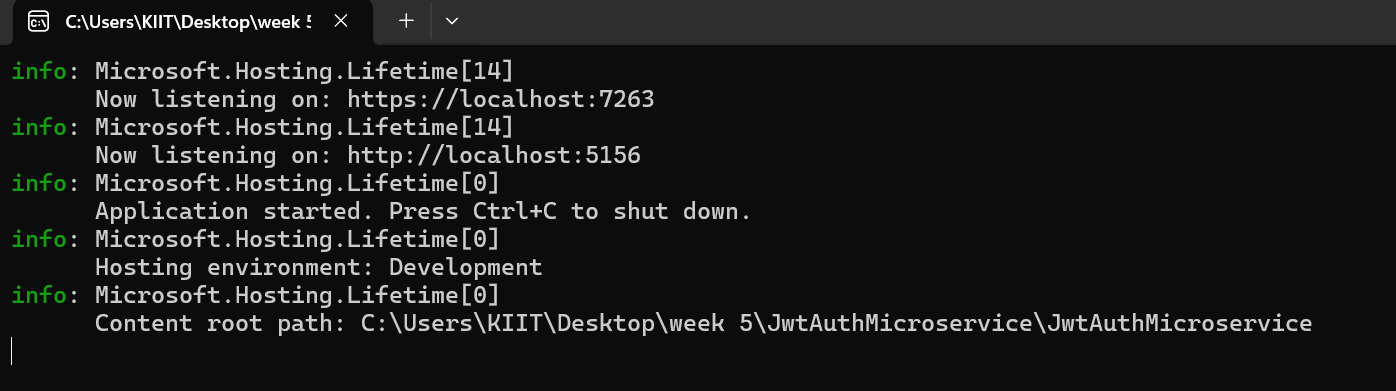 C:\Users\KIIT\Desktop\week 5
info: Microsoft.Hosting.Lifetime[14]
Now listening on: https://localhost:7263
info: Microsoft.Hosting.Lifetime[14]
Now listening on: http://localhost:5156
info: Microsoft.Hosting.Lifetime[0]
Application started. Press Ctrl+C to shut down.
info: Microsoft.Hosting.Lifetime[0]
Hosting environment: Development
info: Microsoft.Hosting.Lifetime[0]
Content root path: C:\Users\KIIT\Desktop\week 5\JwtAuthMicroservice\JwtAuthMicroservice